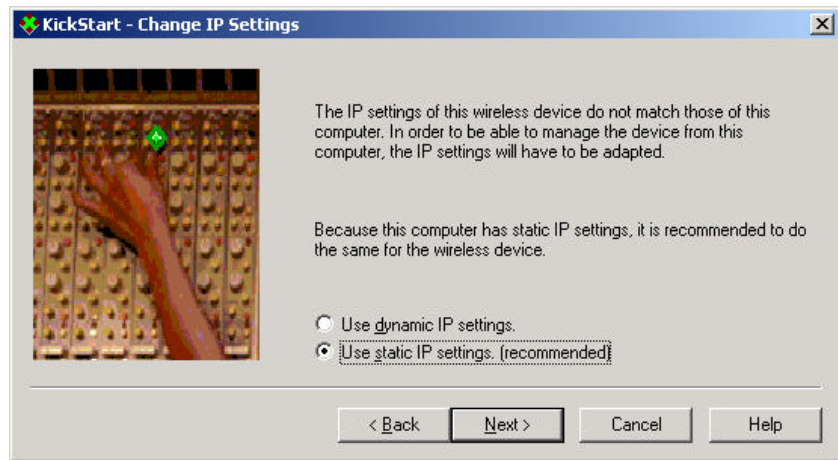 KickStart - Change IP Settings
The IP settings of this wireless device do not match those of this
computer. In order to be able to manage the device from this
computer, the IP settings will have to be adapted.
Because this computer has static IP settings, it is recommended to do
the same for the wireless device.
Use dynamic IP settings.
Use static IP settings. (recommended)
< Back
Next >
Cancel
Help